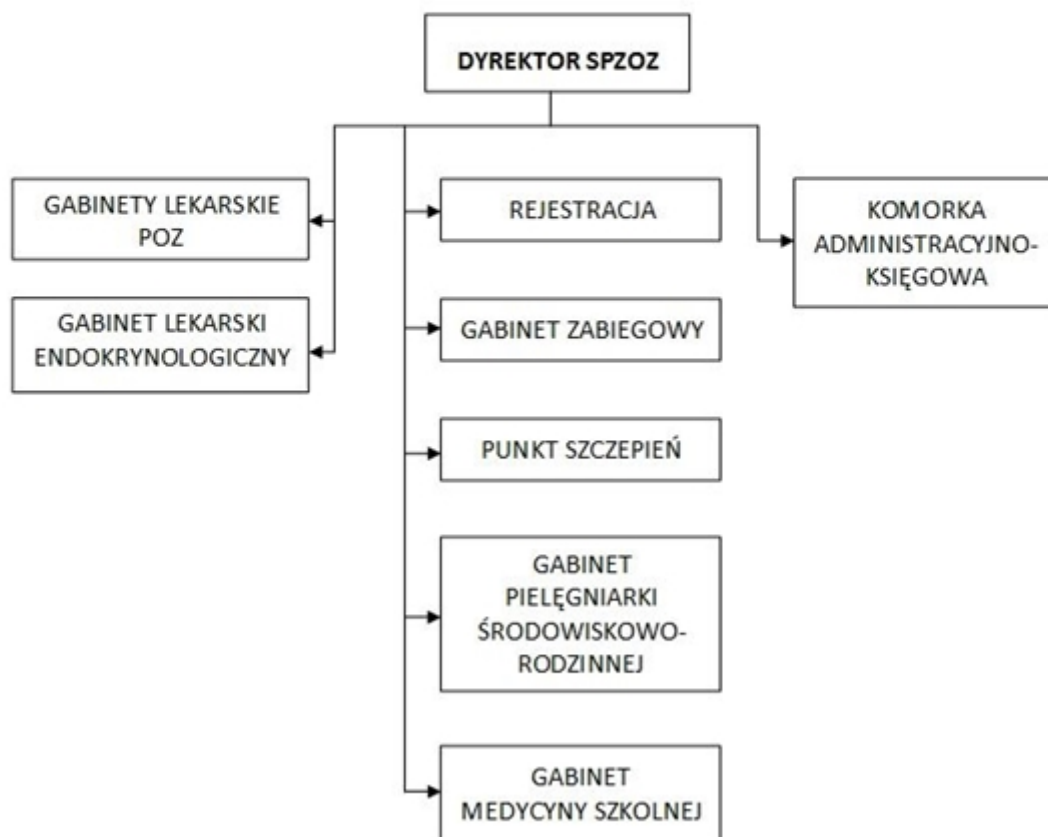 DYREKTOR SPZOZ
GABINETY LEKARSKIE
POZ
GABINET LEKARSKI
ENDOKRYNOLOGICZNY
REJESTRACJA
GABINET ZABIEGOWY
PUNKT SZCZEPIEŃ
GABINET
PIELĘGNIARKI
ŚRODOWISKOWO-
RODZINNEJ
GABINET
MEDYCYNY SZKOLNEJ
KOMORKA
ADMINISTRACYJNO-
KSIĘGOWA